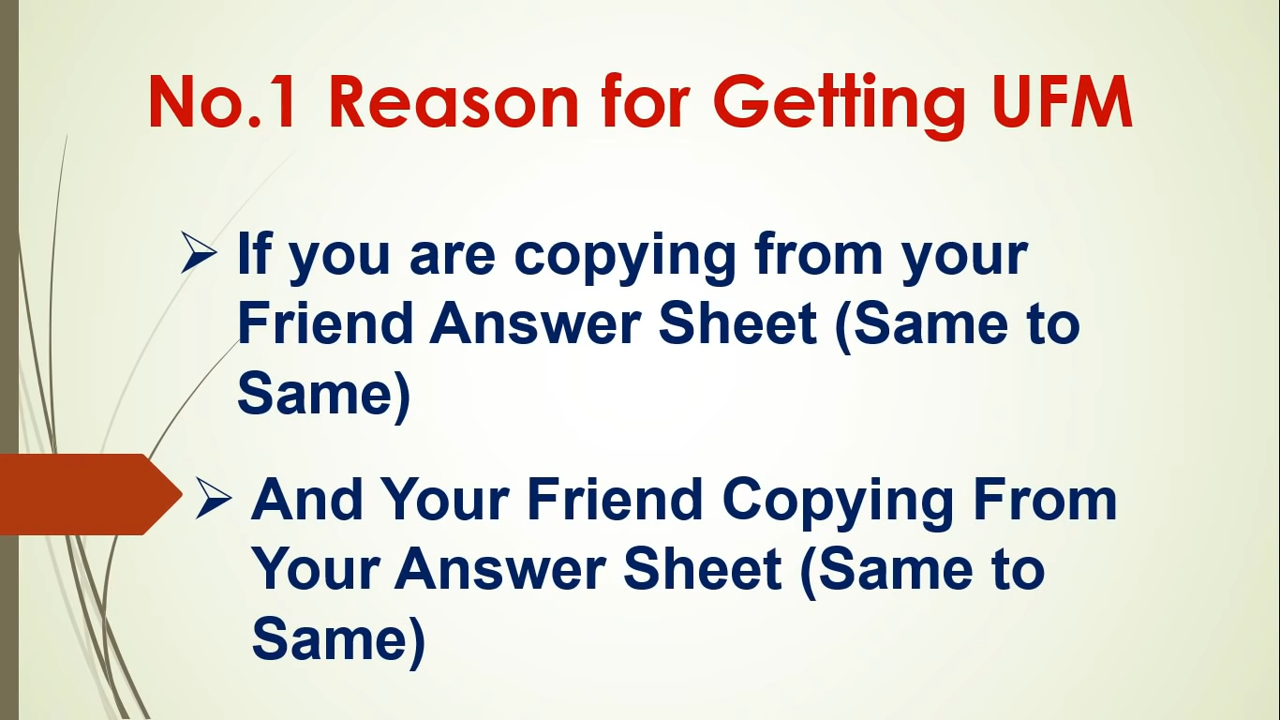 No.1 Reason for Getting UFM
➢ If you are copying from your
Friend Answer Sheet (Same to
Same)
➢ And Your Friend Copying From
Your Answer Sheet (Same to
Same)